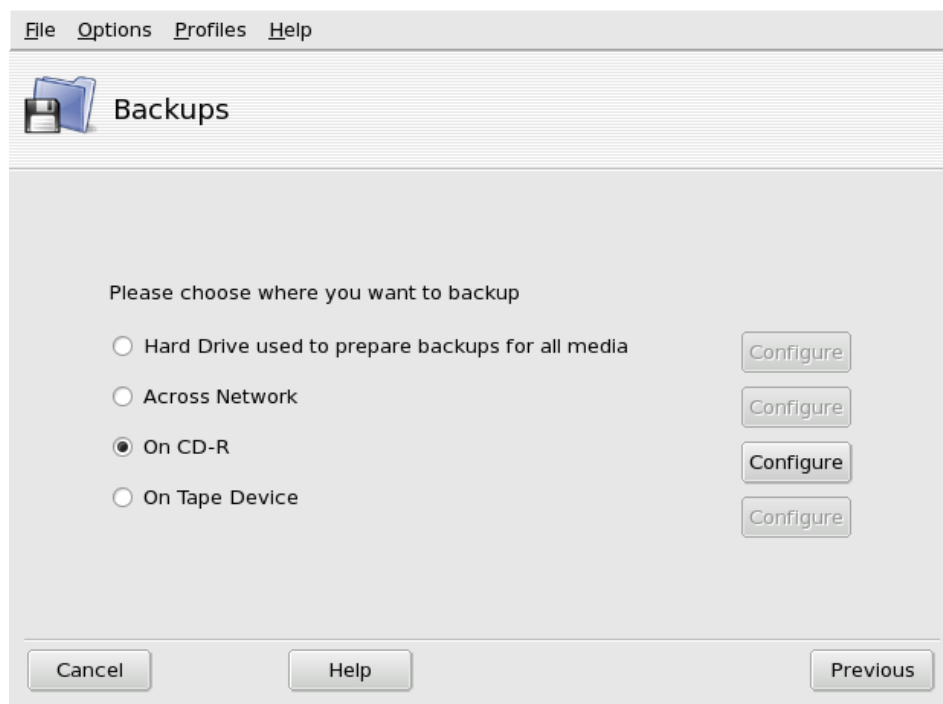 File Options Profiles Help
Backups
Please choose where you want to backup
Hard Drive used to prepare backups for all media
Configure
Across Network
Configure
On CD-R
Configure
On Tape Device
Configure
Cancel Help Previous